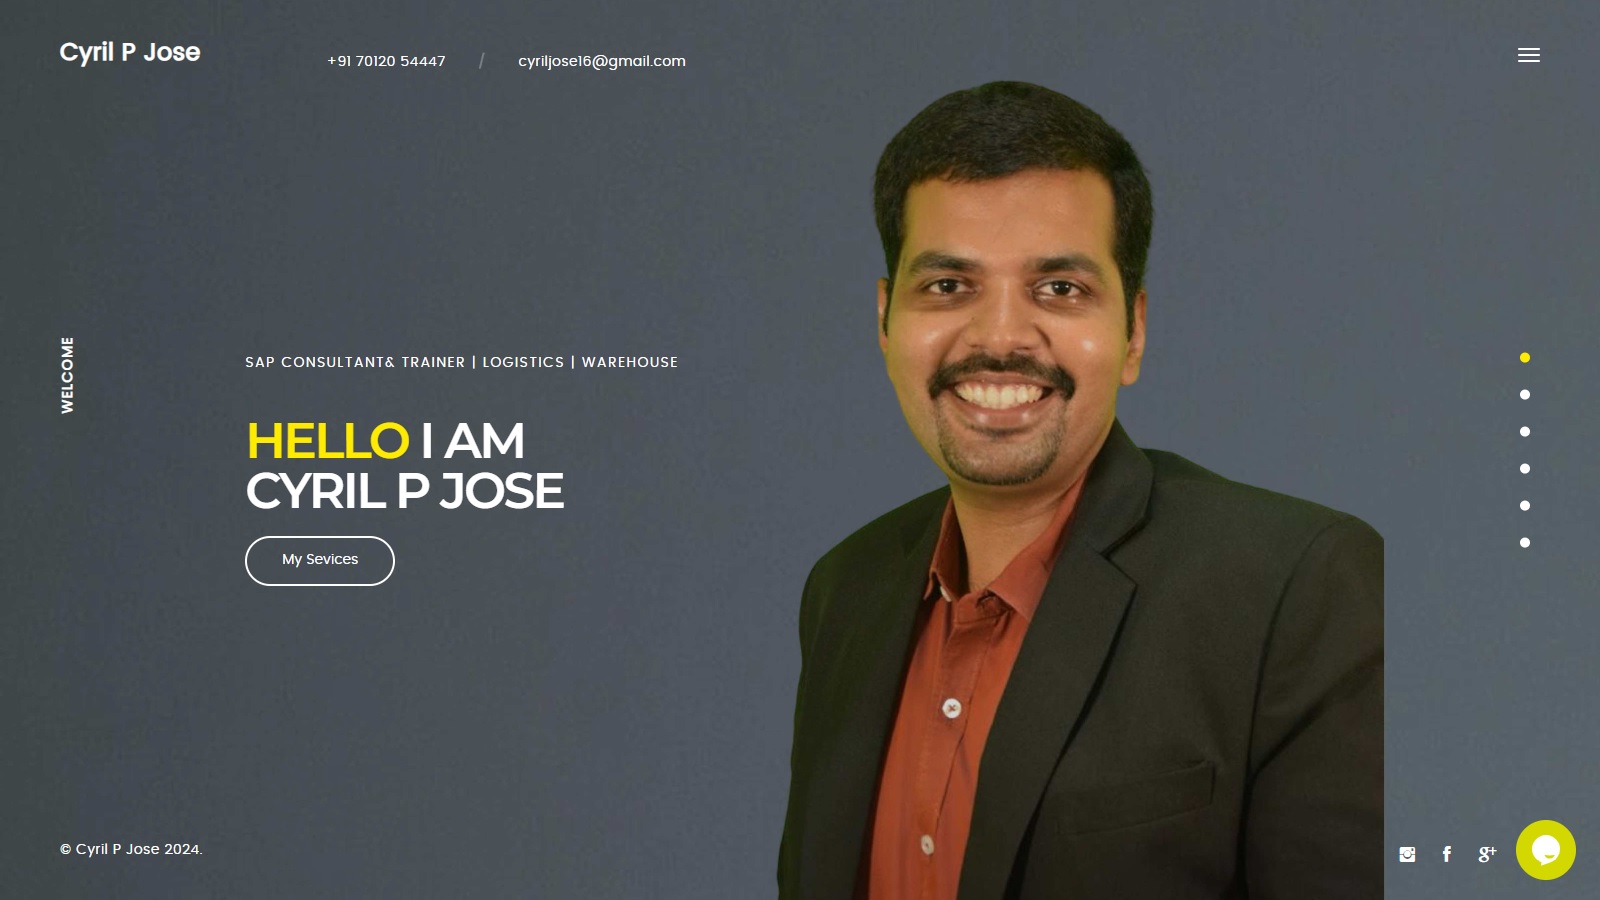 Cyril P Jose
+91 70120 54447 / cyriljose16@gmail.com
WELCOME
SAP CONSULTANT& TRAINER | LOGISTICS | WAREHOUSE
HELLO I AM
CYRIL P JOSE
My Sevices
© Cyril P Jose 2024.